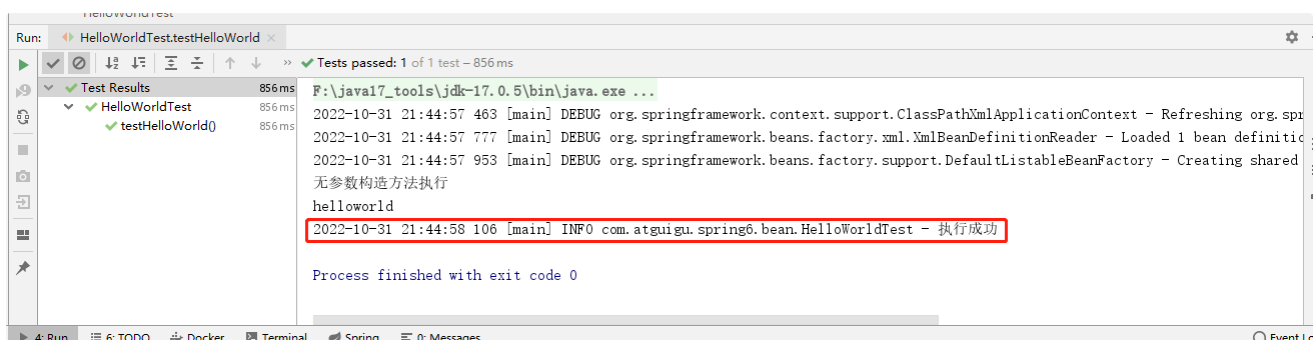 HelloWorldTest
Run: HelloWorldTest.testHelloWorld ×
Tests passed: 1 of 1 test – 856 ms
Test Results 856 ms
HelloWorldTest 856 ms
testHelloWorld() 856 ms
F:\java17_tools\jdk-17.0.5\bin\java.exe ...
2022-10-31 21:44:57 463 [main] DEBUG org.springframework.context.support.ClassPathXmlApplicationContext - Refreshing org.spr
2022-10-31 21:44:57 777 [main] DEBUG org.springframework.beans.factory.xml.XmlBeanDefinitionReader - Loaded 1 bean definitio
2022-10-31 21:44:57 953 [main] DEBUG org.springframework.beans.factory.support.DefaultListableBeanFactory - Creating shared
无参数构造方法执行
helloworld
2022-10-31 21:44:58 106 [main] INFO com.atguigu.spring6.bean.HelloWorldTest - 执行成功
Process finished with exit code 0
4: Run 6: TODO Docker Terminal Spring 0: Messages Event Lo